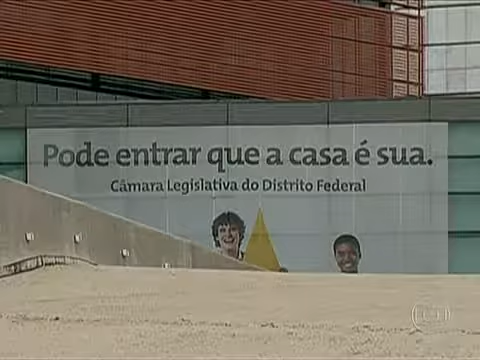 Pode entrar que a casa é sua.
Câmara Legislativa do Distrito Federal